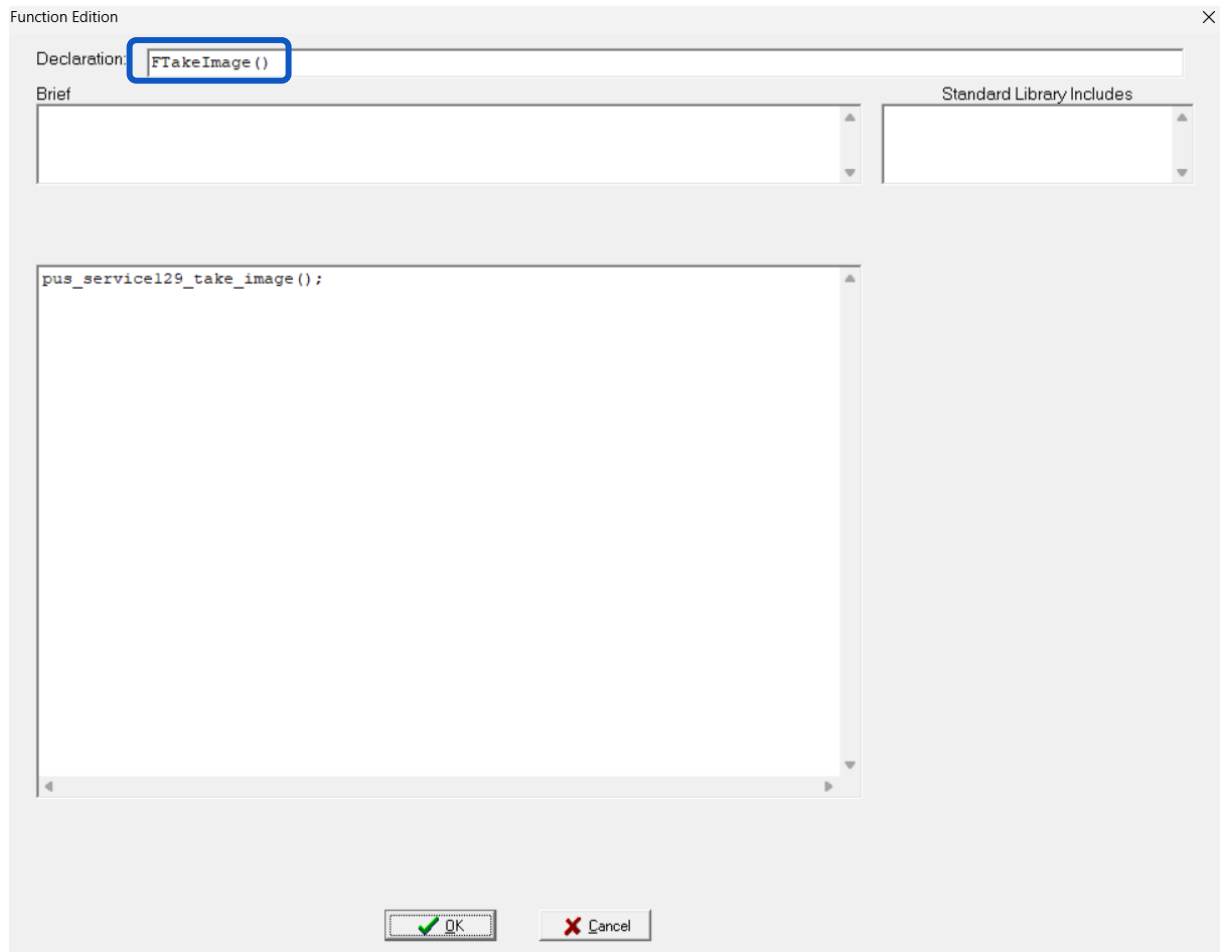 Function Edition
Declaration: FTakeImage()
Brief
Standard Library Includes
pus_service129_take_image();
OK
Cancel